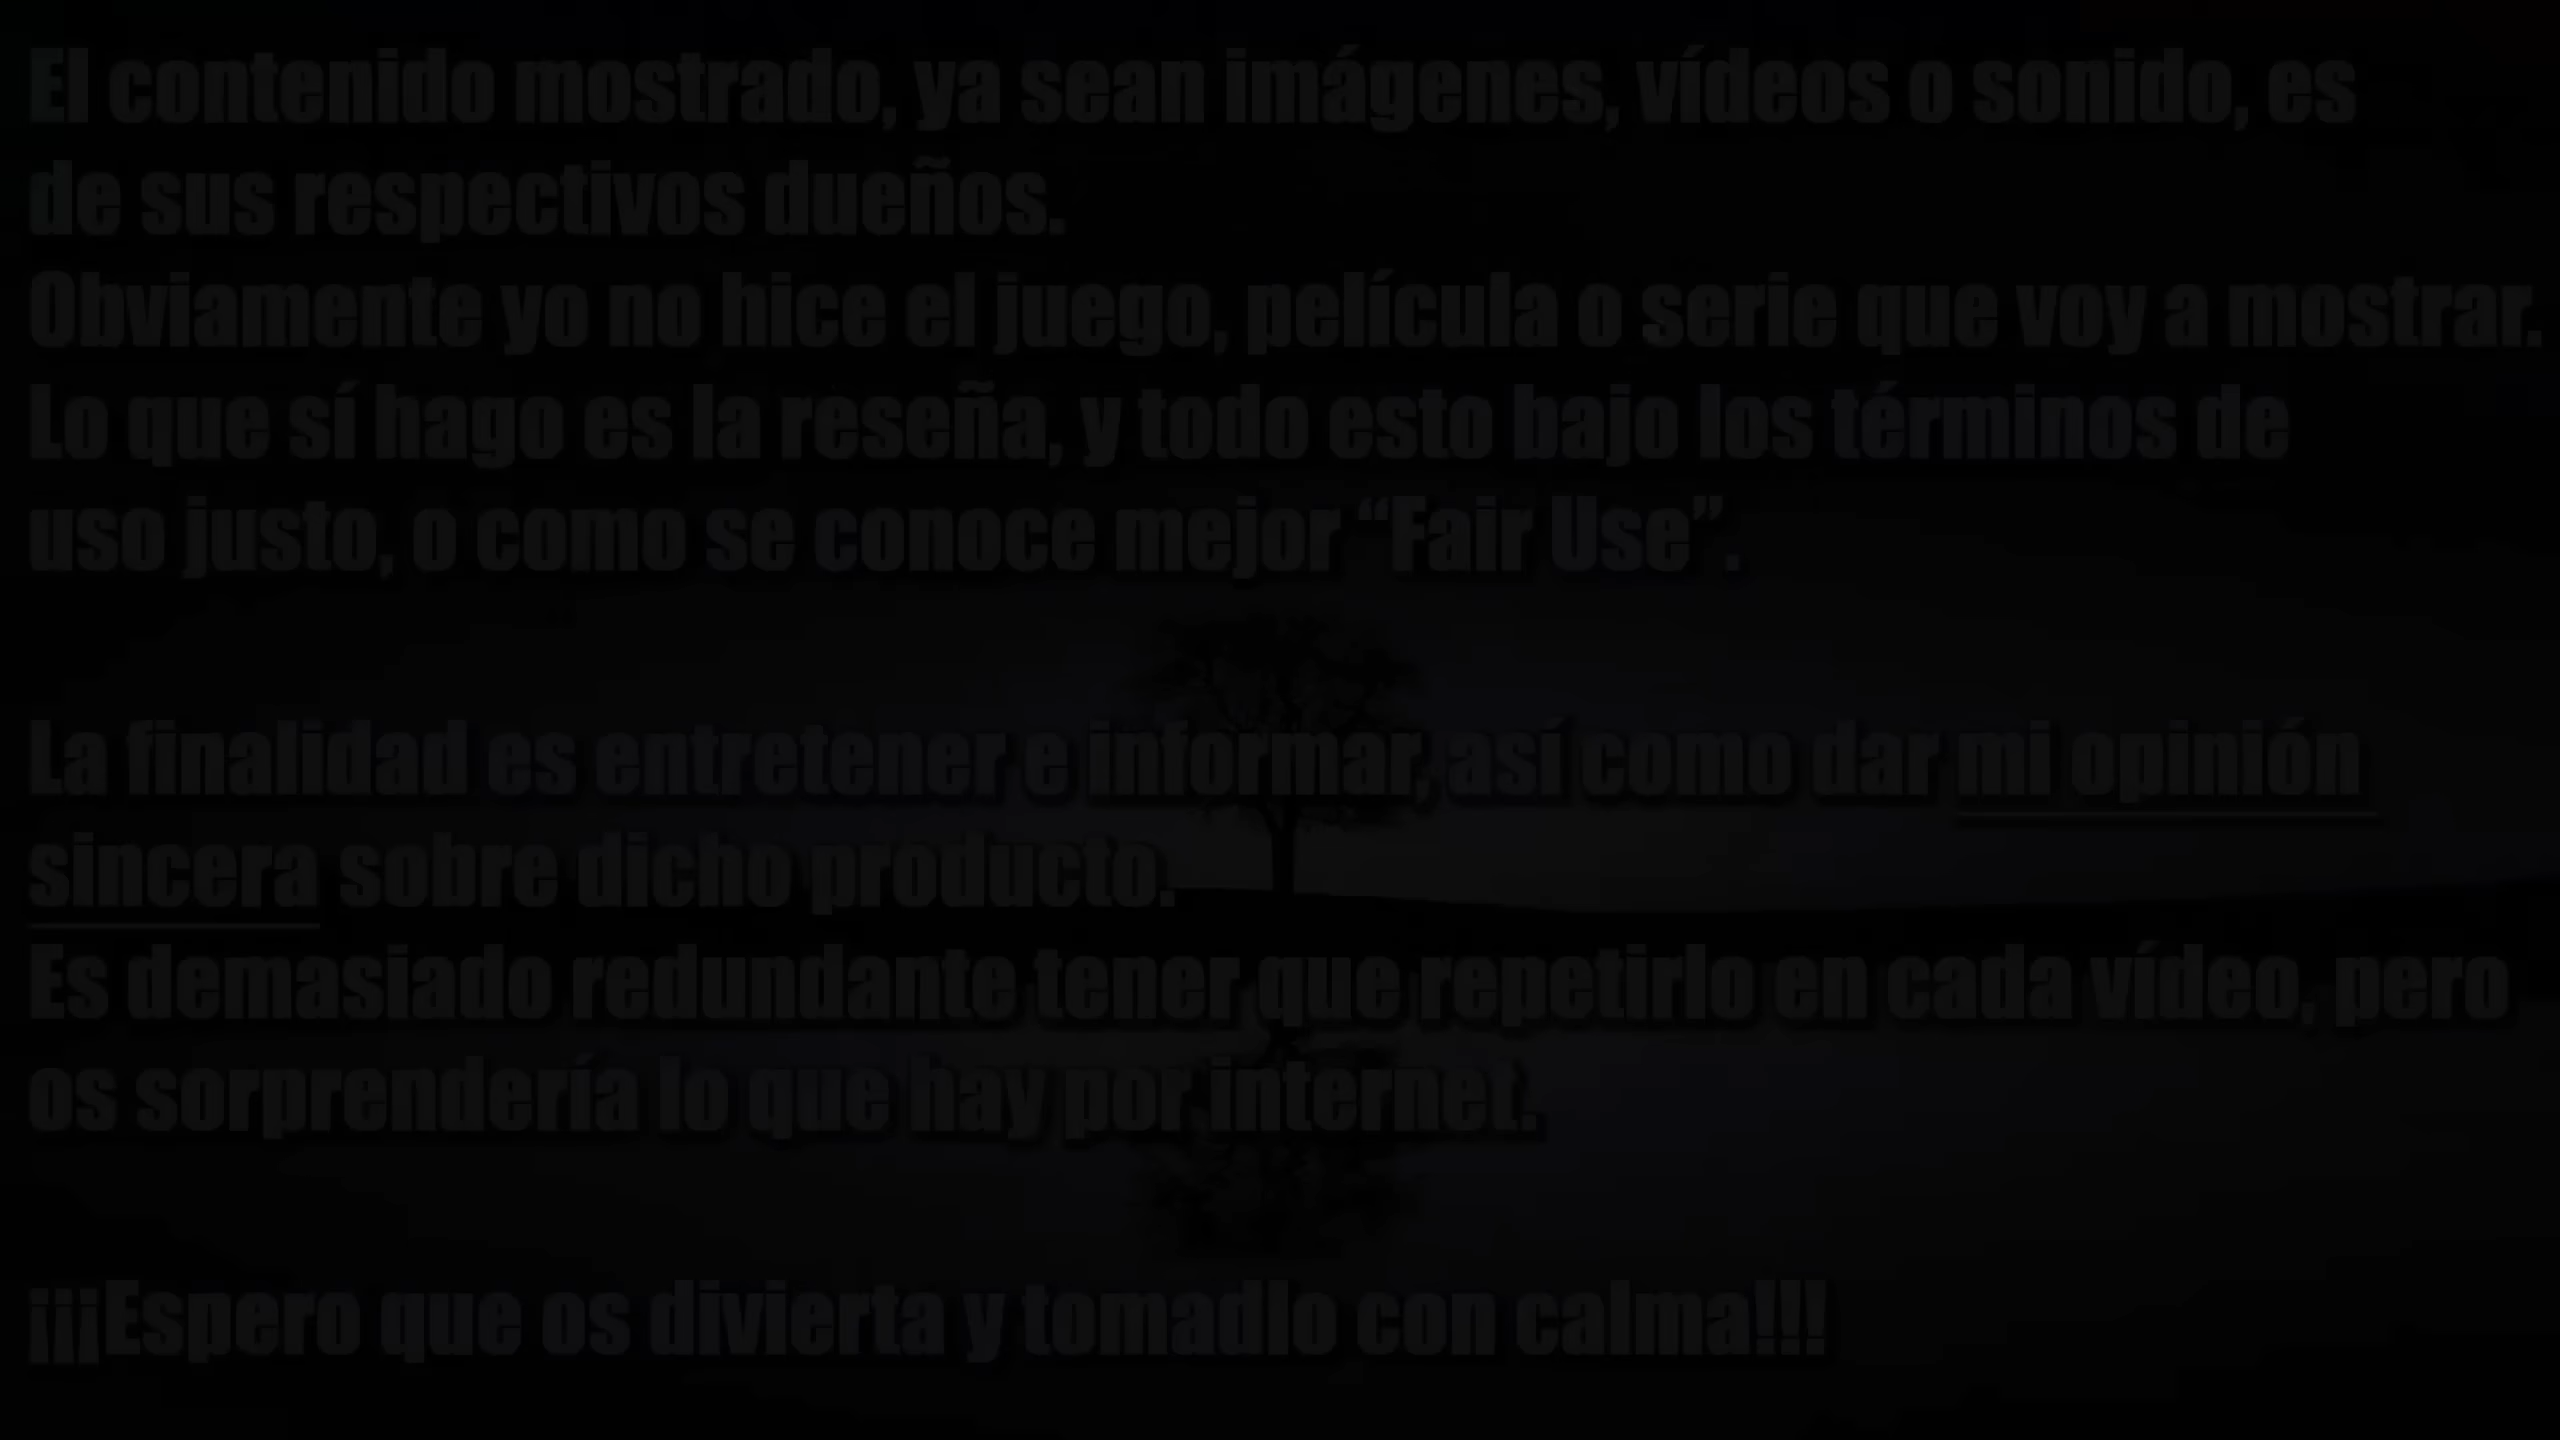 El contenido mostrado, ya sean imágenes, vídeos o sonido, es
de sus respectivos dueños.
Obviamente yo no hice el juego, película o serie que voy a mostrar.
Lo que sí hago es la reseña, y todo esto bajo los términos de
uso justo, o como se conoce mejor “Fair Use”.
La finalidad es entretener e informar, así como dar mi opinión
sincera sobre dicho producto.
Es demasiado redundante tener que repetirlo en cada vídeo, pero
os sorprendería lo que hay por internet.
¡¡¡Espero que os divierta y tomadlo con calma!!!